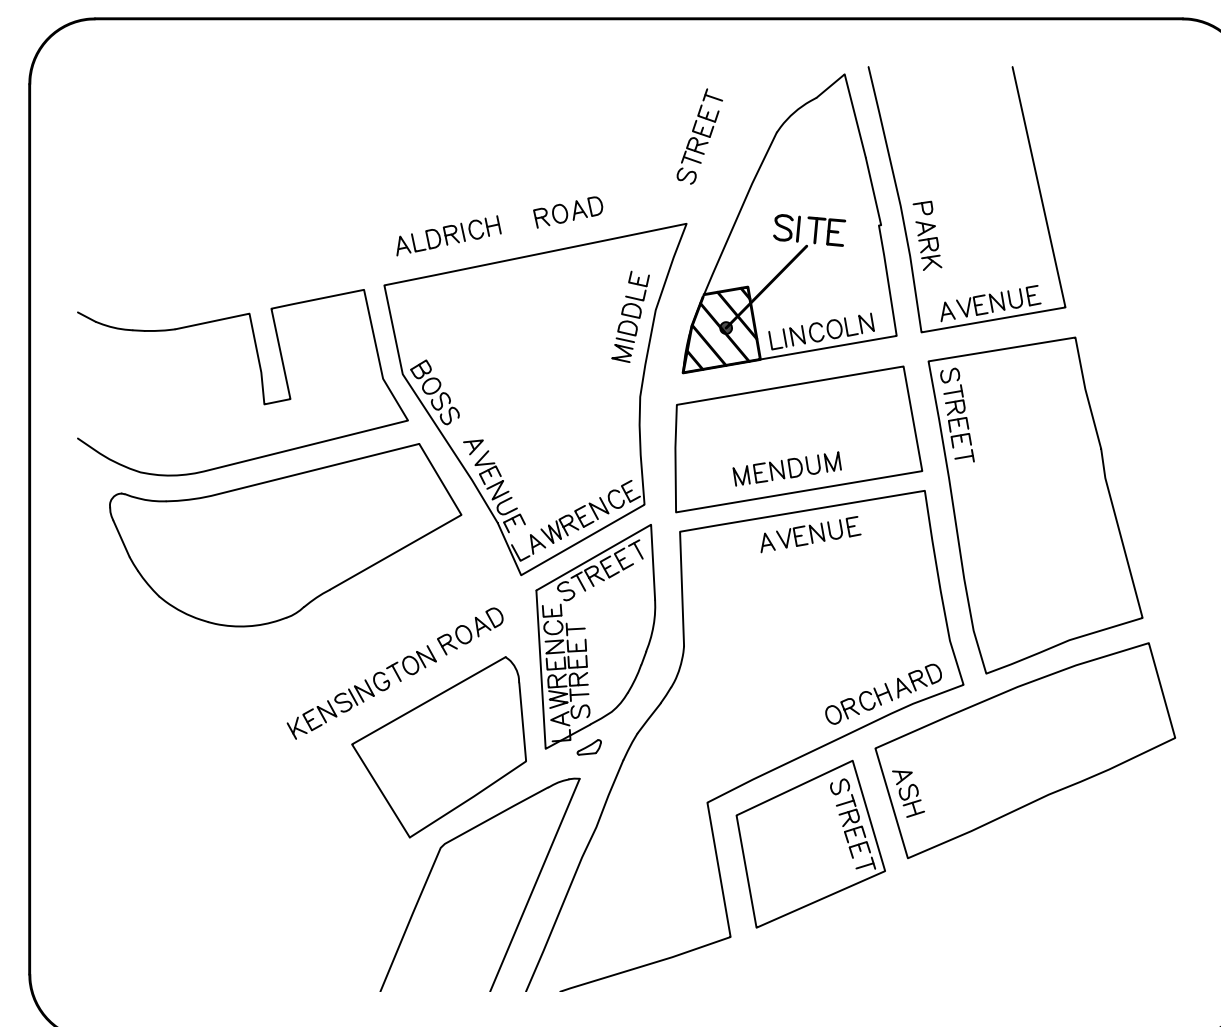 STREET
ALDRICH ROAD
SITE
PARK
MIDDLE
AVENUE
LINCOLN
BOSS AVENUE
STREET
MENDUM
LAWRENCE
AVENUE
STREET
LAWRENCE
STREET
KENSINGTON ROAD
ORCHARD
STREET
ASH